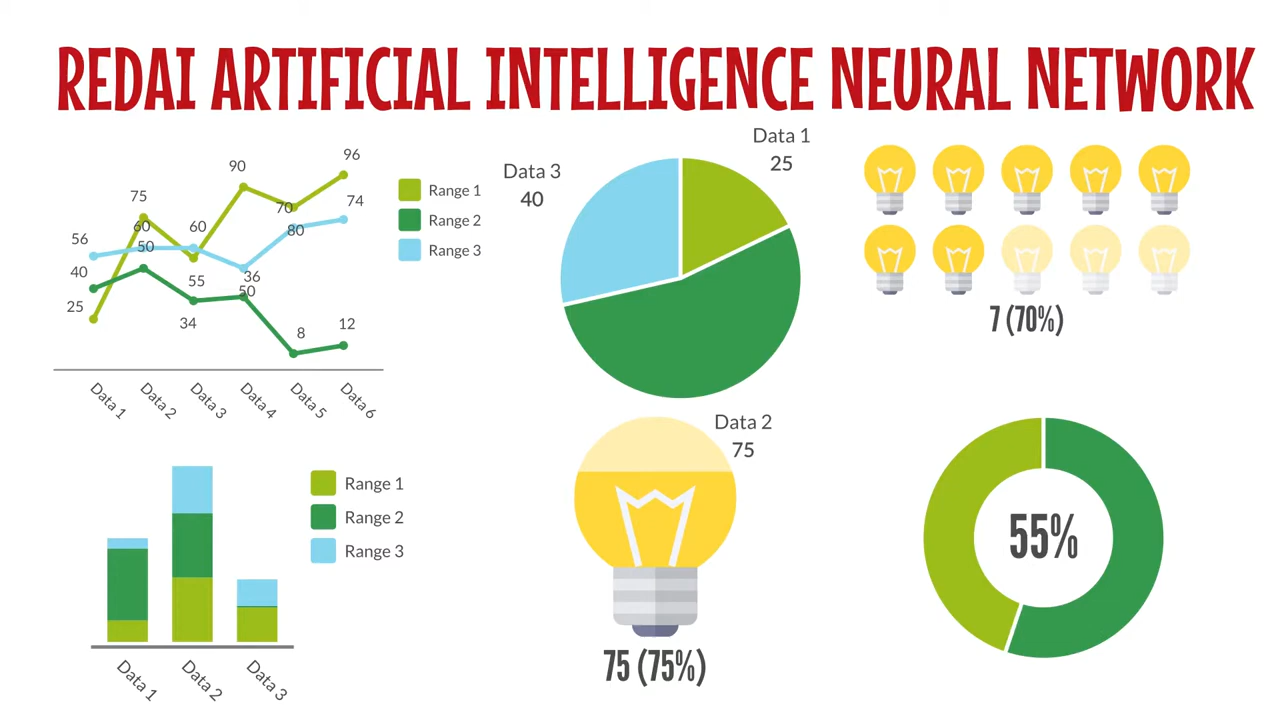 REDAI ARTIFICIAL INTELLIGENCE NEURAL NETWORK
96
90
75
70
74
60
60
56
50
80
40
55
36
50
25
34
8
12
Data 1
Data 2
Data 3
Data 4
Data 5
Data 6
Range 1
Range 2
Range 3
Data 1
25
Data 3
40
Data 2
75
7 (70%)
Range 1
Range 2
Range 3
Data 1
Data 2
Data 3
75 (75%)
55%